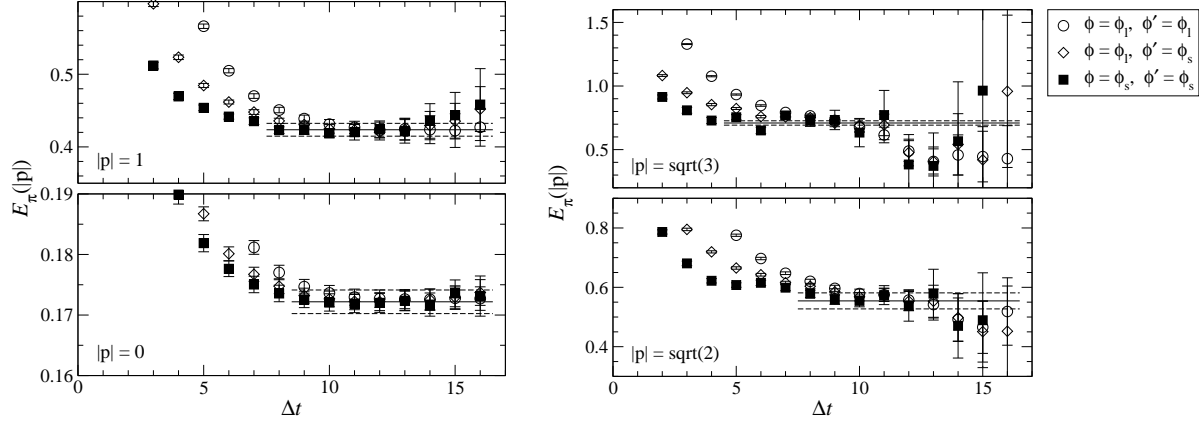 0.5
0.4
|p| = 1
0.19
0.18
0.17
0.16
|p| = 0
E_π(|p|)
0 5 10 15
Δt
1.5
1.0
0.5
|p| = sqrt(3)
0.8
0.6
0.4
|p| = sqrt(2)
E_π(|p|)
0 5 10 15
Δt
ϕ = ϕ_l, ϕ′ = ϕ_l
ϕ = ϕ_l, ϕ′ = ϕ_s
ϕ = ϕ_s, ϕ′ = ϕ_s